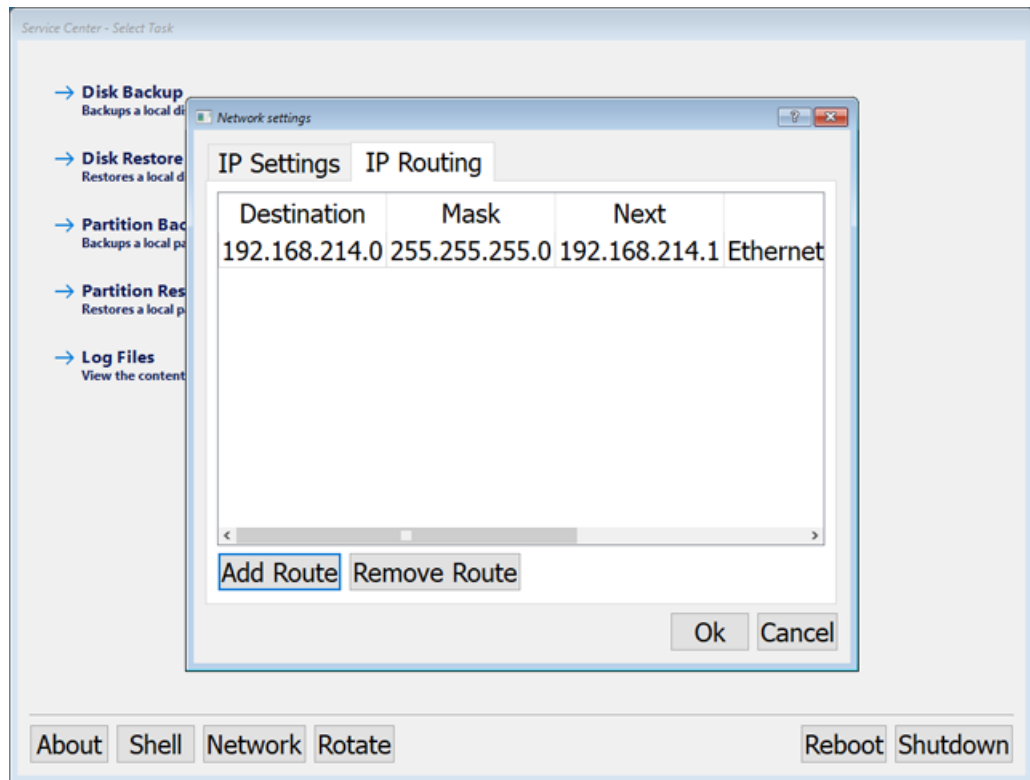 Service Center - Select Task
Disk Backup
Backups a local di
Disk Restore
Restores a local d
Partition Bac
Backups a local pa
Partition Res
Restores a local p
Log Files
View the content
Network settings
IP Settings IP Routing
Destination Mask Next
192.168.214.0 255.255.255.0 192.168.214.1 Ethernet
Add Route Remove Route
Ok Cancel
About Shell Network Rotate Reboot Shutdown